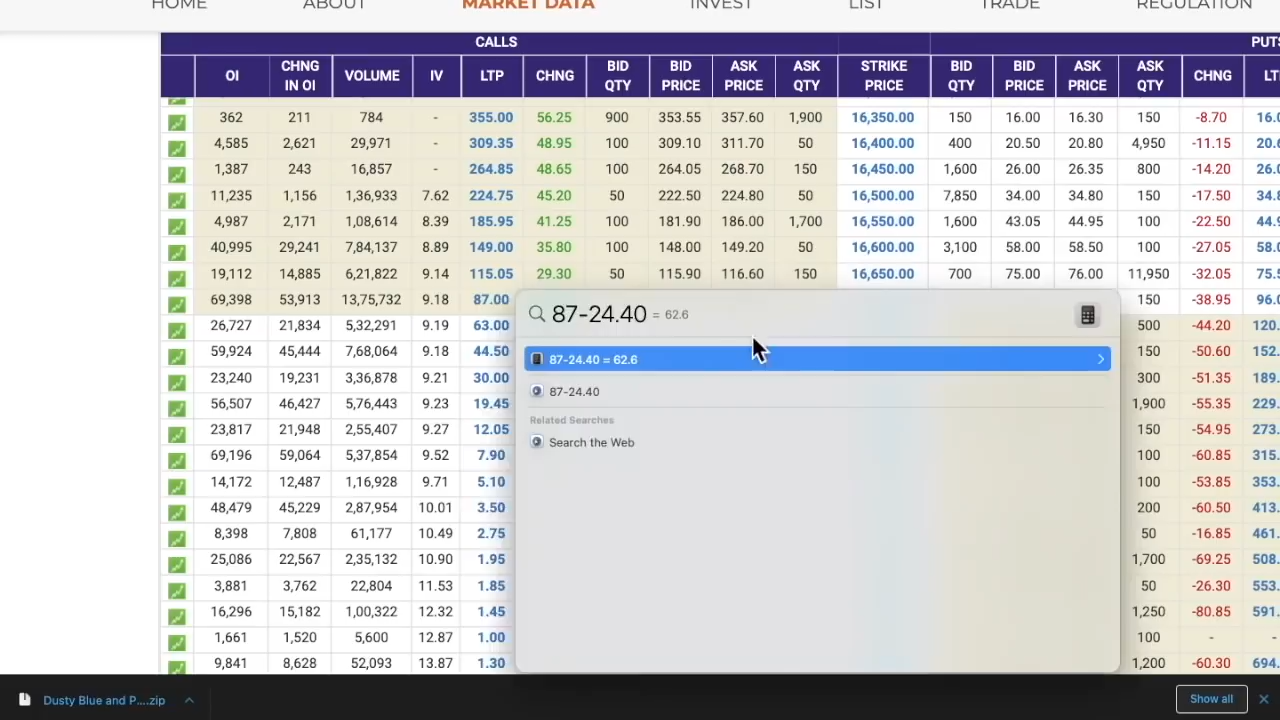 HOME ABOUT MARKET DATA INVEST LIST TRADE REGULATION
CALLS PUTS
OI CHNG IN OI VOLUME IV LTP CHNG BID QTY BID PRICE ASK PRICE ASK QTY STRIKE PRICE BID QTY BID PRICE ASK PRICE ASK QTY CHNG
362 211 784 - 355.00 56.25 900 353.55 357.60 1,900 16,350.00 150 16.00 16.30 150 -8.70
4,585 2,621 29,971 - 309.35 48.95 100 309.10 311.70 50 16,400.00 400 20.50 20.80 4,950 -11.15
1,387 243 16,857 - 264.85 48.65 100 264.05 268.70 150 16,450.00 1,600 26.00 26.35 800 -14.20
11,235 1,156 1,36,933 7.62 224.75 45.20 50 222.50 224.80 50 16,500.00 7,850 34.00 34.80 150 -17.50
4,987 2,171 1,08,614 8.39 185.95 41.25 100 181.90 186.00 1,700 16,550.00 1,600 43.05 44.95 100 -22.50
40,995 29,241 7,84,137 8.89 149.00 35.80 100 148.00 149.20 50 16,600.00 3,100 58.00 58.50 100 -27.05
19,112 14,885 6,21,822 9.14 115.05 29.30 50 115.90 116.60 150 16,650.00 700 75.00 76.00 11,950 -32.05
69,398 53,913 13,75,732 9.18 87.00 150 -38.95 96.0
87-24.40 = 62.6
26,727 21,834 5,32,291 9.19 63.00 500 -44.20 120.
59,924 45,444 7,68,064 9.18 44.50 150 -50.60 152.
87-24.40 = 62.6
23,240 19,231 3,36,878 9.21 30.00 300 -51.35 189.
87-24.40
56,507 46,427 5,76,443 9.23 19.45 1,900 -55.35 229.
Related Searches
23,817 21,948 2,55,407 9.27 12.05 150 -54.95 273.
Search the Web
69,196 59,064 5,37,854 9.52 7.90 100 -60.85 315.
14,172 12,487 1,16,928 9.71 5.10 100 -53.85 353.
48,479 45,229 2,87,954 10.01 3.50 200 -60.50 413.
8,398 7,808 61,177 10.49 2.75 50 -16.85 461.
25,086 22,567 2,35,132 10.90 1.95 1,700 -69.25 508.
3,881 3,762 22,804 11.53 1.85 50 -26.30 553.
16,296 15,182 1,00,322 12.32 1.45 1,250 -80.85 591.
1,661 1,520 5,600 12.87 1.00 100 - -
9,841 8,628 52,093 13.87 1.30 1,200 -60.30 694.
Dusty Blue and P....zip Show all